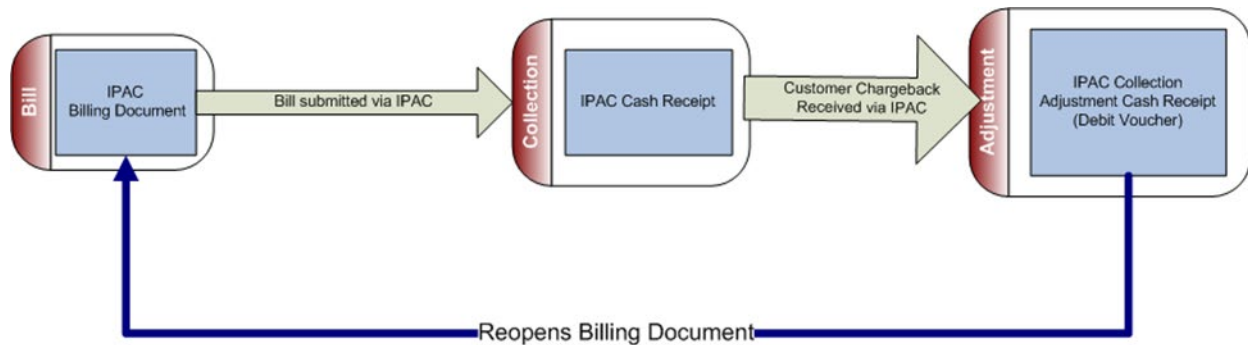 Bill
IPAC
Billing Document
Bill submitted via IPAC
Collection
IPAC Cash Receipt
Customer Chargeback
Received via IPAC
Adjustment
IPAC Collection
Adjustment Cash Receipt
(Debit Voucher)
Reopens Billing Document